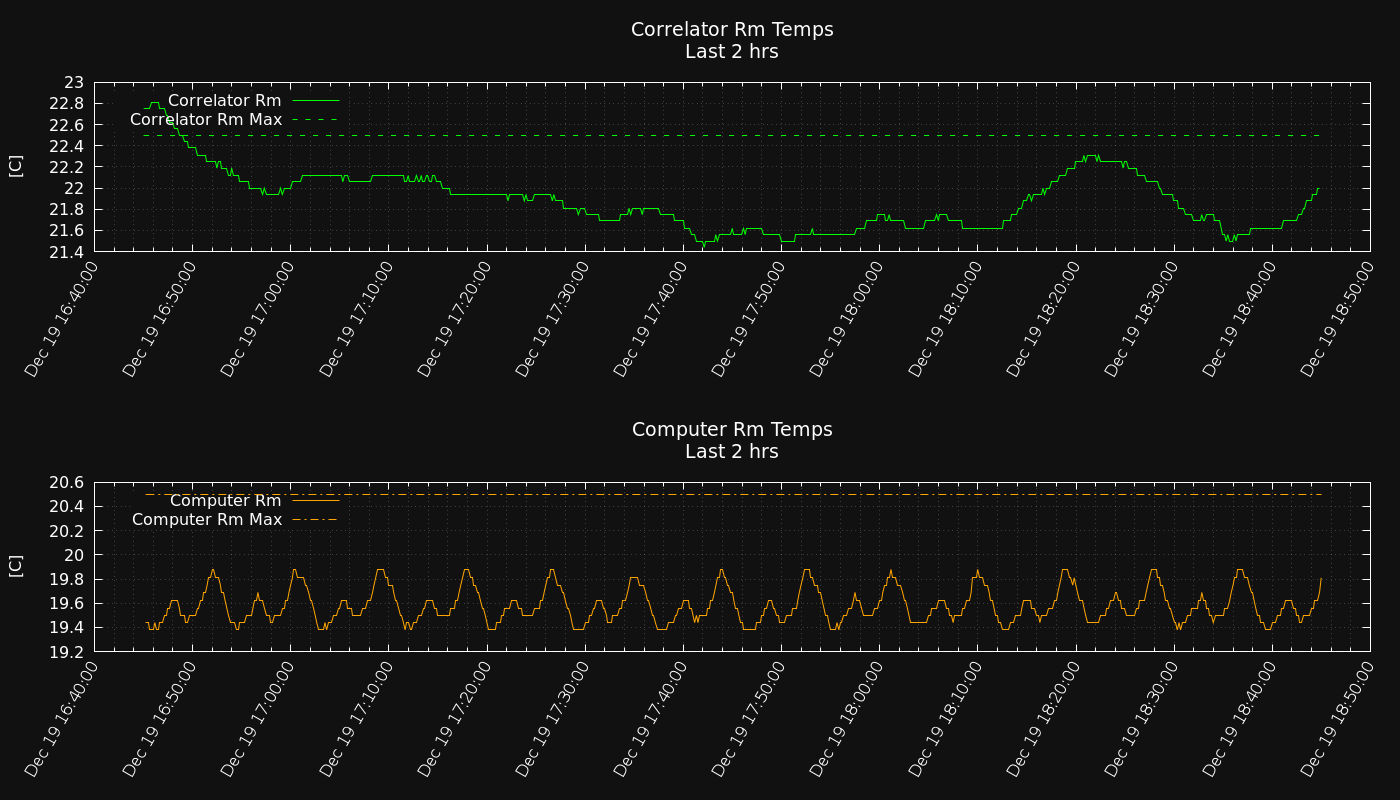 Correlator Rm Temps
Last 2 hrs
[C]
23
22.8
22.6
22.4
22.2
22
21.8
21.6
21.4
Correlator Rm
Correlator Rm Max
Dec 19 16:40:00
Dec 19 16:50:00
Dec 19 17:00:00
Dec 19 17:10:00
Dec 19 17:20:00
Dec 19 17:30:00
Dec 19 17:40:00
Dec 19 17:50:00
Dec 19 18:00:00
Dec 19 18:10:00
Dec 19 18:20:00
Dec 19 18:30:00
Dec 19 18:40:00
Dec 19 18:50:00
Computer Rm Temps
Last 2 hrs
[C]
20.6
20.4
20.2
20
19.8
19.6
19.4
19.2
Computer Rm
Computer Rm Max
Dec 19 16:40:00
Dec 19 16:50:00
Dec 19 17:00:00
Dec 19 17:10:00
Dec 19 17:20:00
Dec 19 17:30:00
Dec 19 17:40:00
Dec 19 17:50:00
Dec 19 18:00:00
Dec 19 18:10:00
Dec 19 18:20:00
Dec 19 18:30:00
Dec 19 18:40:00
Dec 19 18:50:00